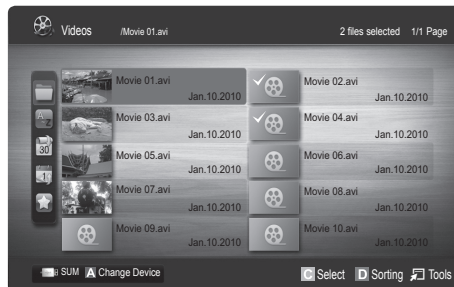 Videos /Movie 01.avi 2 files selected 1/1 Page
Movie 01.avi Movie 02.avi
Jan.10.2010 Jan.10.2010
Movie 03.avi Movie 04.avi
Jan.10.2010 Jan.10.2010
Movie 05.avi Movie 06.avi
Jan.10.2010 Jan.10.2010
Movie 07.avi Movie 08.avi
Jan.10.2010 Jan.10.2010
Movie 09.avi Movie 10.avi
Jan.10.2010 Jan.10.2010
SUM A Change Device C Select D Sorting Tools